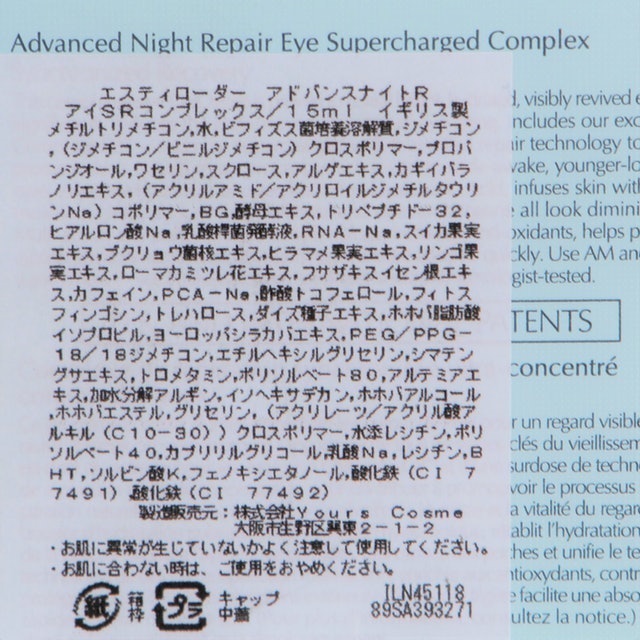 Advanced Night Repair Eye Supercharged Complex
エスティローダー アドバンスナイトR
アイSRコンプレックス/15ml イギリス製
メチルトリメチコン,水,ビフィズス菌培養溶解質,ジメチコン
,(ジメチコン/ビニルジメチコン)クロスポリマー,プロパ
ンジオール,ワセリン,スクロース,アルゲエキス,カギイバラ
ノリエキス,(アクリルアミド/アクリロイルジメチルタウリ
ンNa)コポリマー,BG,酵母エキス,トリペプチド-32,
ヒアルロン酸Na,乳酸桿菌発酵液,RNA-Na,スイカ果実
エキス,ブクリョウ菌核エキス,ヒラマメ果実エキス,リンゴ果
実エキス,ローマカミツレ花エキス,フサザキスイセン根エキ
ス,カフェイン,PCA-Na,酢酸トコフェロール,フィトス
フィンゴシン,トレハロース,ダイズ種子エキス,ホホバ脂肪酸
イソプロピル,ヨーロッパシラカバエキス,PEG/PPG-
18/18ジメチコン,エチルヘキシルグリセリン,シマテン
グサエキス,トロメタミン,ポリソルベート80,アルテミアエ
キス,加水分解アルギン,イソヘキサデカン,ホホバアルコール
,ホホバエステル,グリセリン,(アクリレーツ/アクリル酸ア
ルキル(C10-30))クロスポリマー,水添レシチン,ポリ
ソルベート40,カプリリルグリコール,乳酸Na,レシチン,B
HT,ソルビン酸K,フェノキシエタノール,酸化鉄(CI 7
7491),酸化鉄(CI 77492)
製造販売元:株式会社Yours Cosme
大阪市生野区巽東2-1-2
・お肌に異常が生じていないかよく注意して使用してください。
・お肌に合わない時は、ご使用をおやめください。
紙 箱 枠 プラ キャップ 中蓋
ILN45118
89SA393271
d, visibly revived e
ncludes our exc
ir technology to
wake, younger-lo
infuses skin with
all look dimini
oxidants, helps p
ckly. Use AM an
gist-tested.
TENTS
concentré
r un regard visible
clés du vieillissem
surdose de techn
voir le processus
a vitalité du regar
ablit l'hydratation
hes et unifie le te
ntioxydants, cont
e facilite une abso
ultez la notice.)